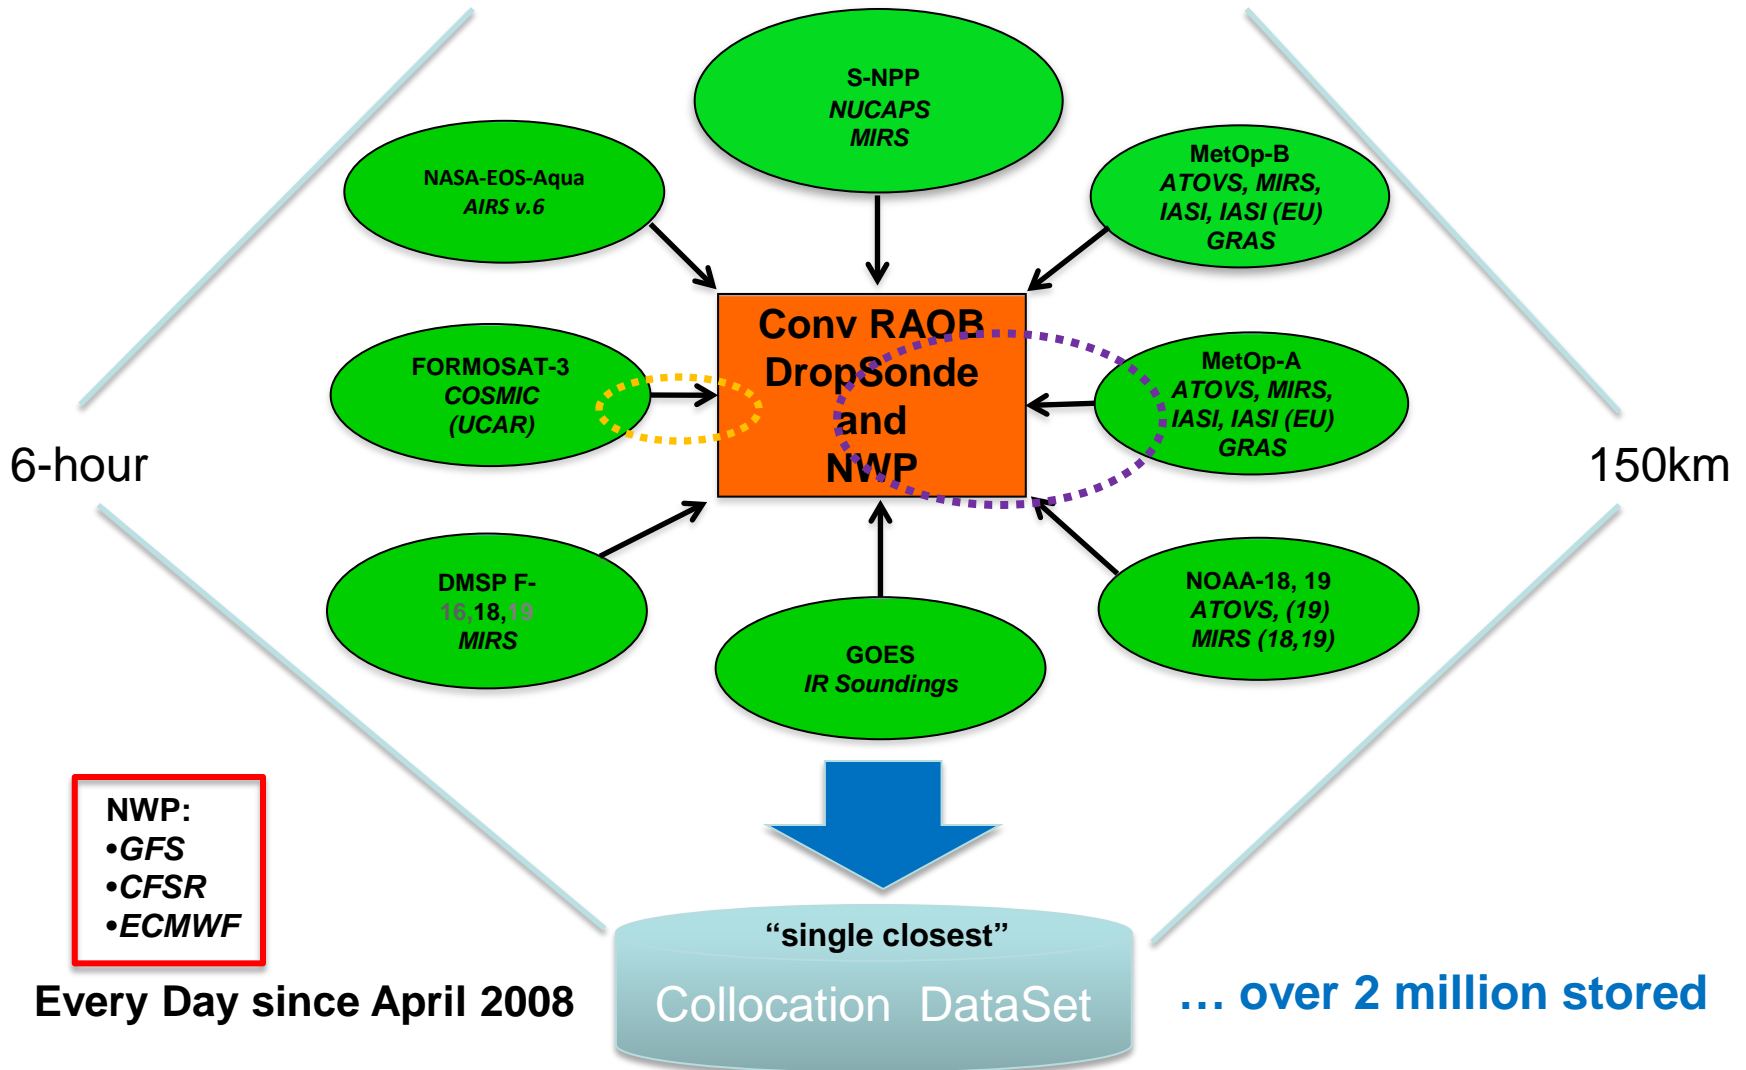 S-NPP
NUCAPS
MIRS
NASA-EOS-Aqua
AIRS v.6
MetOp-B
ATOVS, MIRS,
IASI, IASI (EU)
GRAS
Conv RAOB
DropSonde
and
NWP
FORMOSAT-3
COSMIC
(UCAR)
MetOp-A
ATOVS, MIRS,
IASI, IASI (EU)
GRAS
6-hour
150km
DMSP F-
16,18,19
MIRS
GOES
IR Soundings
NOAA-18, 19
ATOVS, (19)
MIRS (18,19)
NWP:
•GFS
•CFSR
•ECMWF
“single closest”
Every Day since April 2008
Collocation DataSet
... over 2 million stored